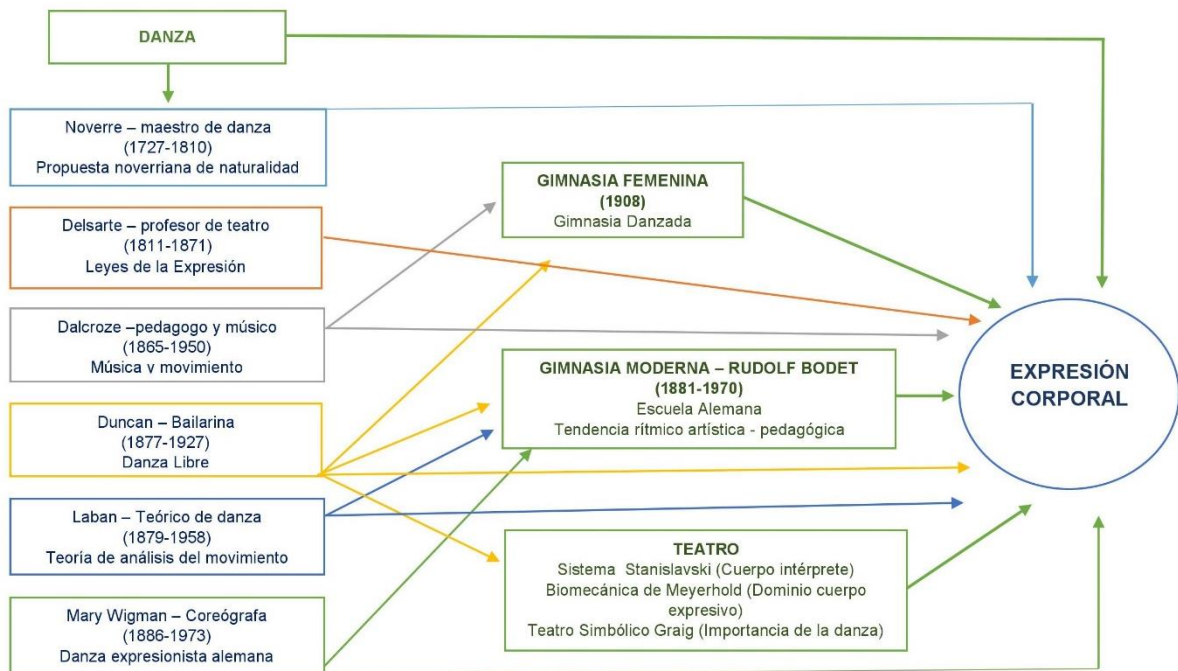 DANZA
Noverre – maestro de danza
(1727-1810)
Propuesta noverriana de naturalidad
Delsarte – profesor de teatro
(1811-1871)
Leyes de la Expresión
Dalcroze –pedagogo y músico
(1865-1950)
Música v movimiento
Duncan – Bailarina
(1877-1927)
Danza Libre
Laban – Teórico de danza
(1879-1958)
Teoría de análisis del movimiento
Mary Wigman – Coreógrafa
(1886-1973)
Danza expresionista alemana
GIMNASIA FEMENINA
(1908)
Gimnasia Danzada
GIMNASIA MODERNA – RUDOLF BODET
(1881-1970)
Escuela Alemana
Tendencia rítmico artística - pedagógica
TEATRO
Sistema Stanislavski (Cuerpo intérprete)
Biomecánica de Meyerhold (Dominio cuerpo
expresivo)
Teatro Simbólico Graig (Importancia de la danza)
EXPRESIÓN
CORPORAL